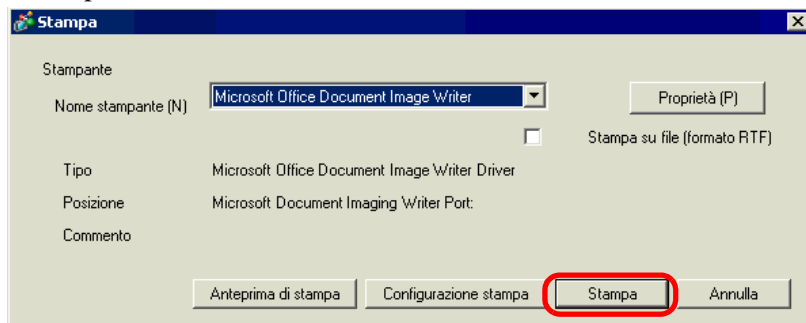 Stampa
Stampante
Nome stampante (N) Microsoft Office Document Image Writer Proprietà (P)
Stampa su file (formato RTF)
Tipo Microsoft Office Document Image Writer Driver
Posizione Microsoft Document Imaging Writer Port:
Commento
Anteprima di stampa Configurazione stampa Stampa Annulla